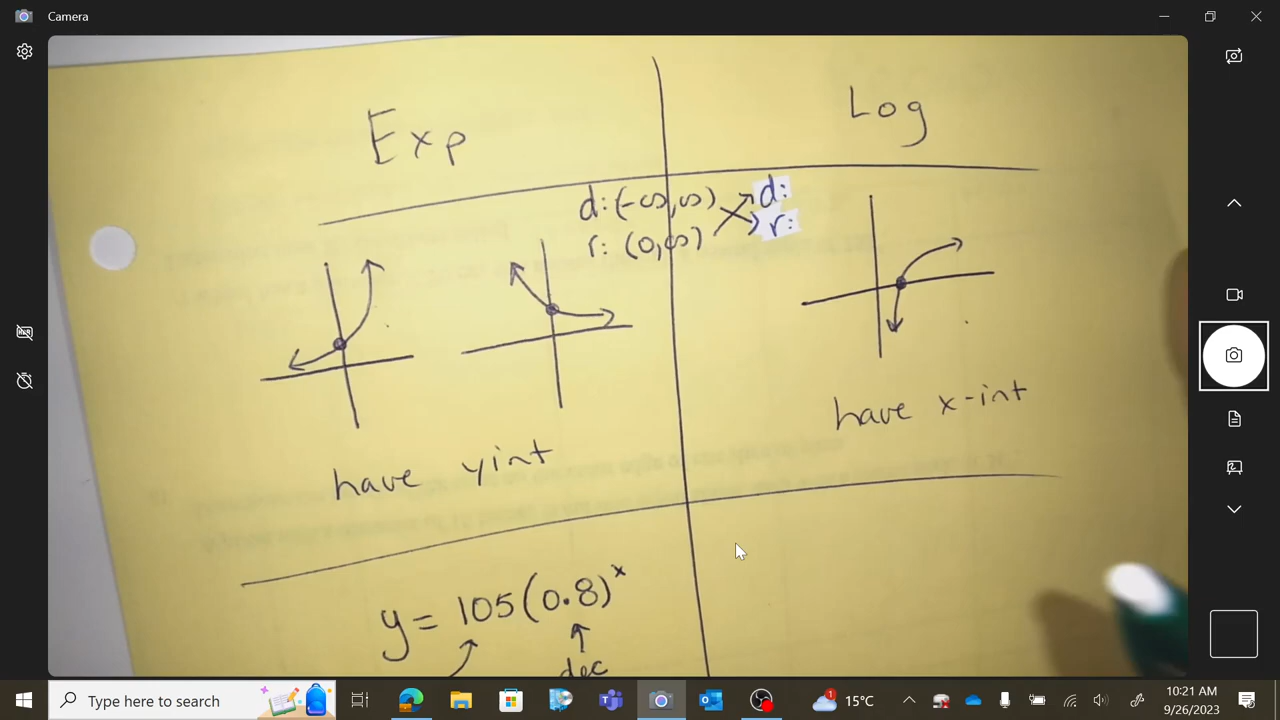 Camera
Exp
Log
d: (-∞,∞)
r: (0,∞)
d:
r:
have yint
have x-int
y = 105(0.8)^x
dec
Type here to search
1
15°C
10:21 AM
9/26/2023